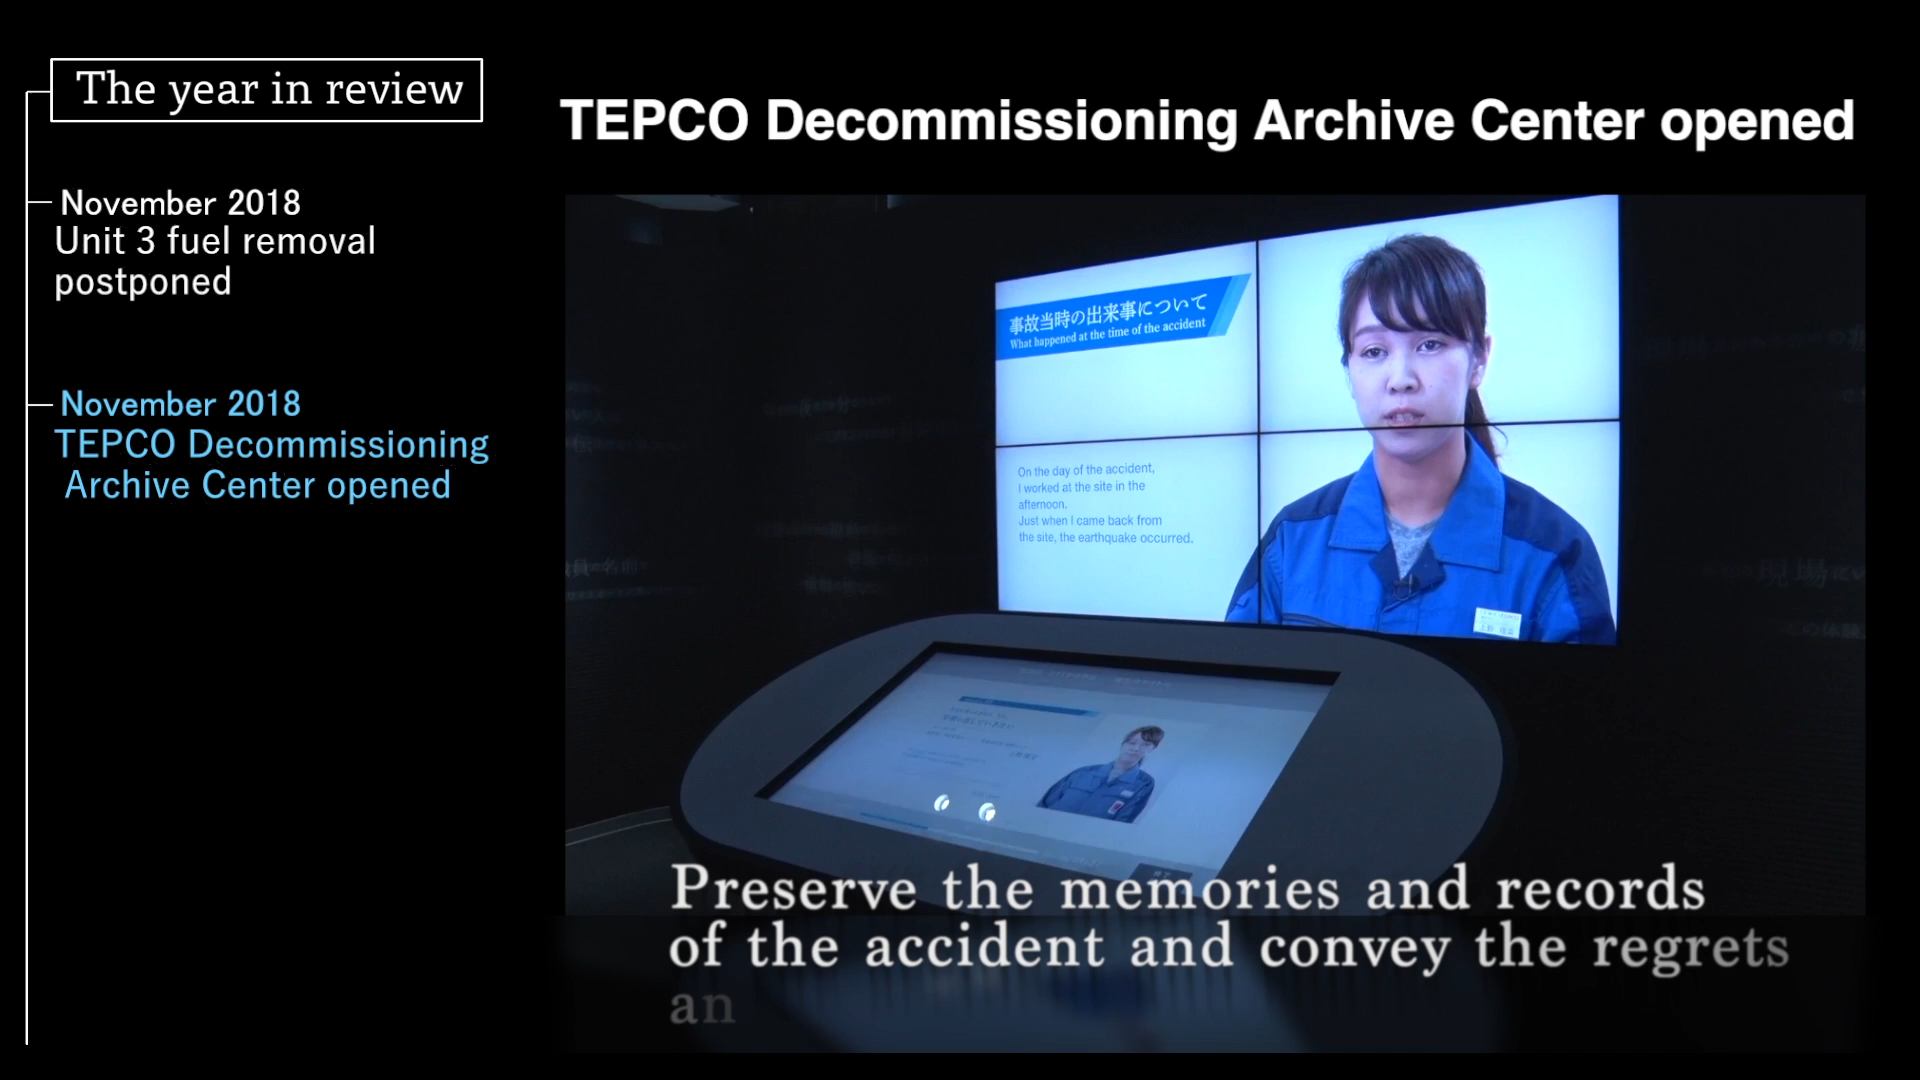 The year in review
November 2018
Unit 3 fuel removal
postponed
November 2018
TEPCO Decommissioning
Archive Center opened
TEPCO Decommissioning Archive Center opened
事故当時の出来事について
What happened at the time of the accident
On the day of the accident,
I worked at the site in the
afternoon.
Just when I came back from
the site, the earthquake occurred.
現場
Preserve the memories and records
of the accident and convey the regrets
an